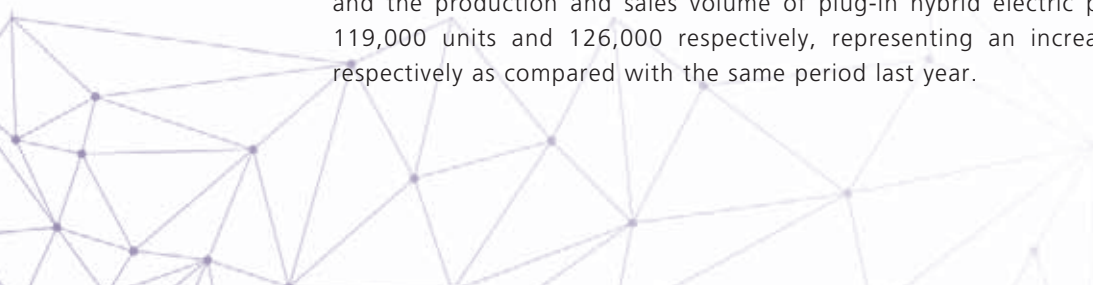 and the production and sales volume of plug-in hybrid electric
119,000 units and 126,000 respectively, representing an
respectively as compared with the same period last year.